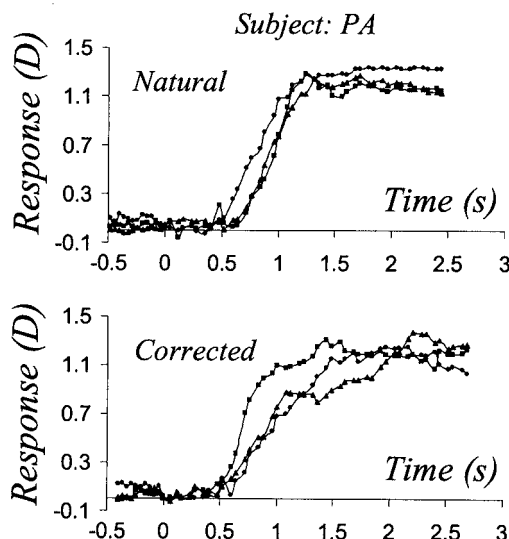 Subject: PA
Response (D)
1.5
1.1
0.7
0.3
-0.1
Natural
Time (s)
-0.5 0 0.5 1 1.5 2 2.5 3
Response (D)
1.5
1.1
0.7
0.3
-0.1
Corrected
Time (s)
-0.5 0 0.5 1 1.5 2 2.5 3